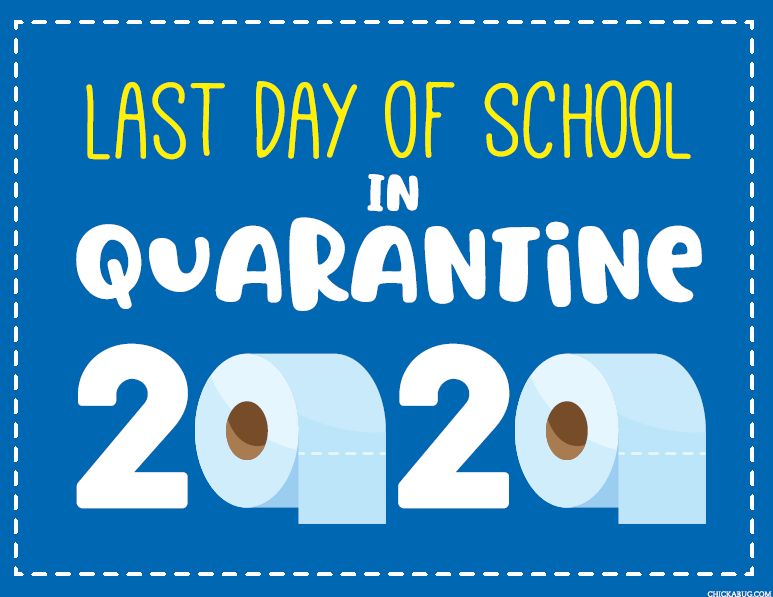 LAST DAY OF SCHOOL
IN
QUARANTINE
2020
CHICKABUG.COM